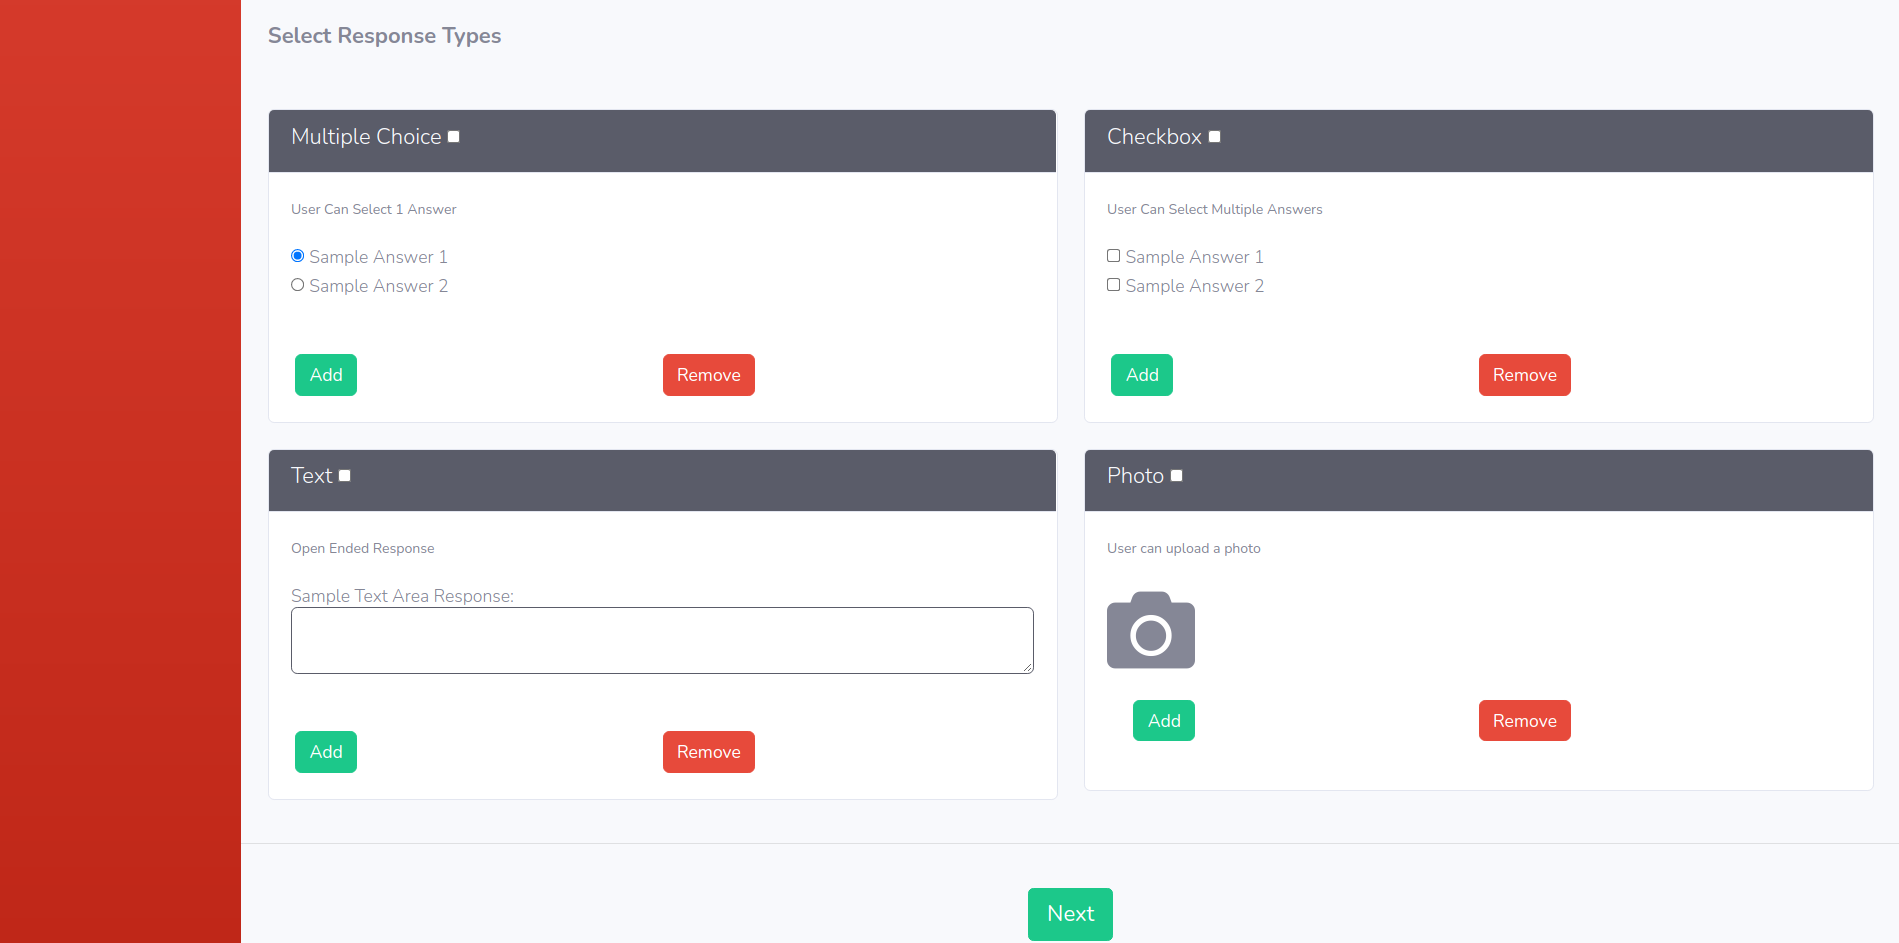 Select Response Types
Multiple Choice
User Can Select 1 Answer
Sample Answer 1
Sample Answer 2
Add
Remove
Checkbox
User Can Select Multiple Answers
Sample Answer 1
Sample Answer 2
Add
Remove
Text
Open Ended Response
Sample Text Area Response:
Add
Remove
Photo
User can upload a photo
Add
Remove
Next